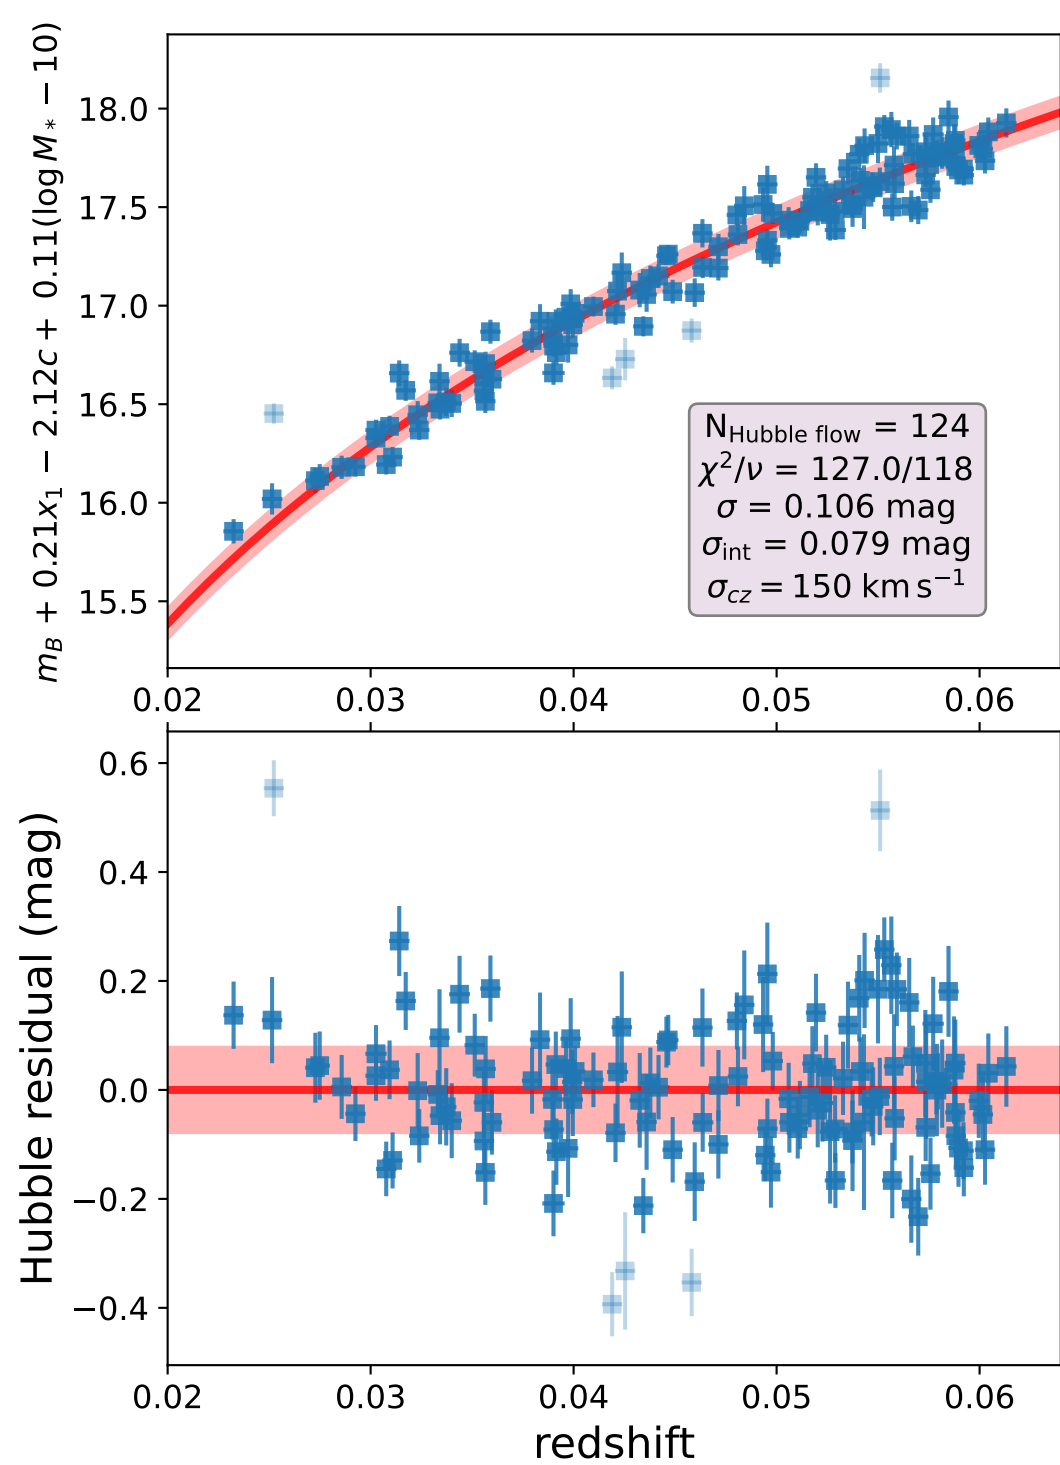 m_B + 0.21x_1 − 2.12c + 0.11(log M_* − 10)
18.0
17.5
17.0
16.5
16.0
15.5
N_Hubble flow = 124
χ²/ν = 127.0/118
σ = 0.106 mag
σ_int = 0.079 mag
σ_cz = 150 km s⁻¹
0.02 0.03 0.04 0.05 0.06
Hubble residual (mag)
0.6
0.4
0.2
0.0
−0.2
−0.4
0.02 0.03 0.04 0.05 0.06
redshift